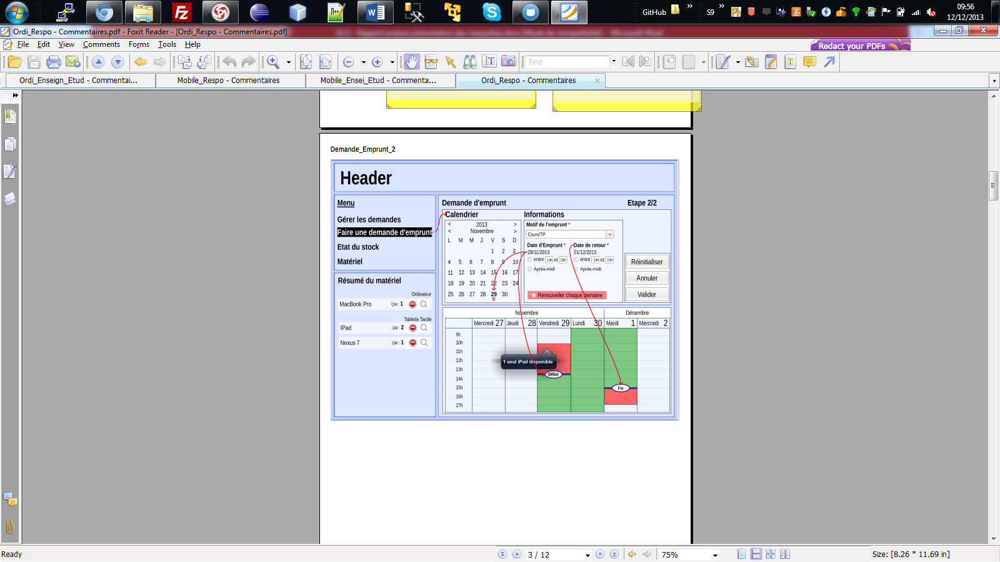 GitHub
S9
09:56
12/12/2013
Ordi_Respo - Commentaires.pdf - Foxit Reader - [Ordi_Respo - Commentaires.pdf]
File Edit View Comments Forms Tools Help
Redact your PDFs
Find
Ordi_Enseign_Etud - Commentai...
Mobile_Respo - Commentaires
Mobile_Ensei_Etud - Commenta...
Ordi_Respo - Commentaires
Demande_Emprunt_2
Header
Menu
Gérer les demandes
Faire une demande d'emprunt
Etat du stock
Matériel
Résumé du matériel
Ordinateur
MacBook Pro Qté : 1
Tablette Tactile
IPad Qté : 2
Nexus 7 Qté : 1
Demande d'emprunt Etape 2/2
Calendrier
< 2013 >
< Novembre >
L M M J V S D
1 2 3
4 5 6 7 8 9 10
11 12 13 14 15 16 17
18 19 20 21 22 23 24
25 26 27 28 29 30
D
Informations
Motif de l'emprunt *
Cours/TP
Date d'Emprunt * Date de retour *
29/11/2013 01/12/2013
entre 14h et 16h entre 14h et 15h
Après-midi Après-midi
Renouveller chaque semaine
Réinitialiser
Annuler
Valider
Novembre Décembre
Mercredi 27 Jeudi 28 Vendredi 29 Lundi 30 Mardi 1 Mercredi 2
9h
10h
11h
12h
13h
14h
15h
16h
17h
1 seul iPad disponible
Début
Fin
Ready
3 / 12
75%
Size: [8.26 * 11.69 in]